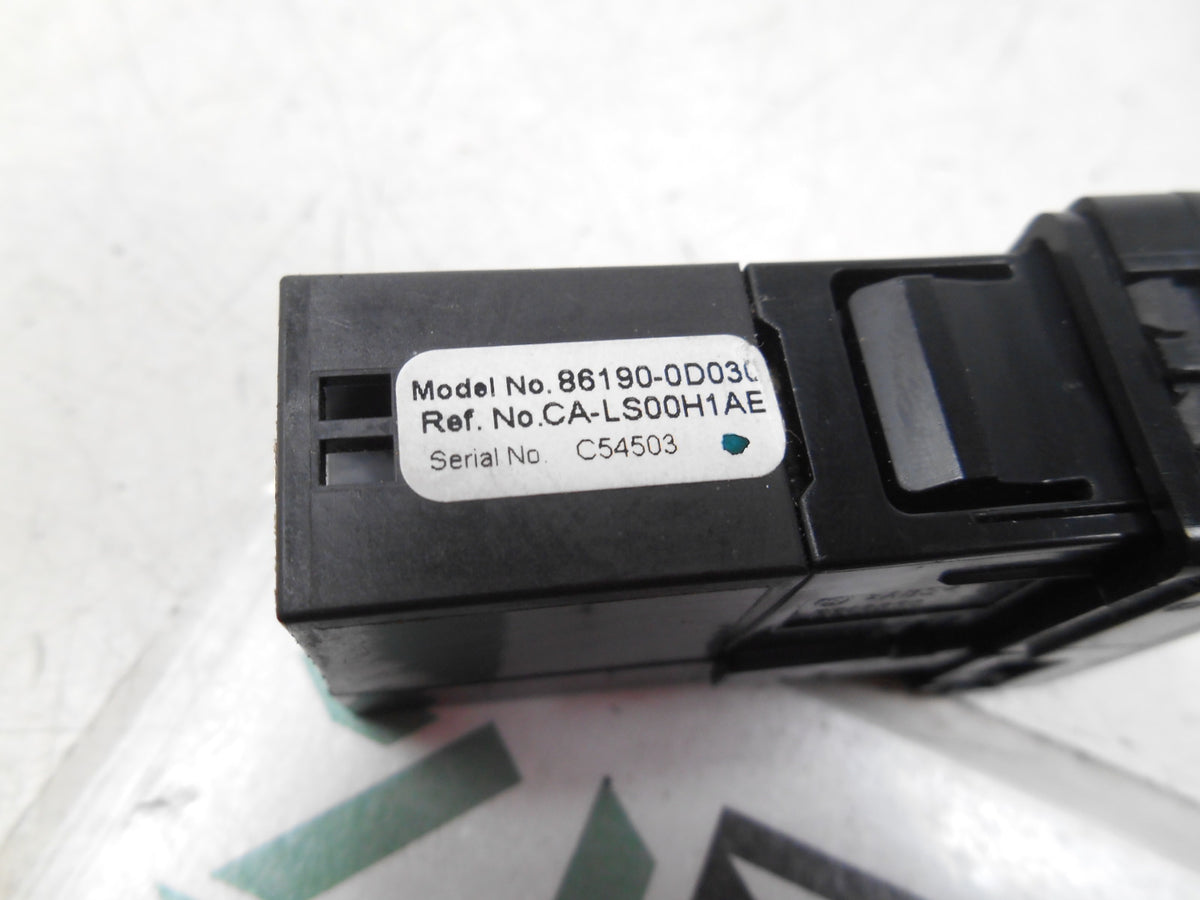 Model No. 86190-0D030
Ref. No.CA-LS00H1AE
Serial No. C54503